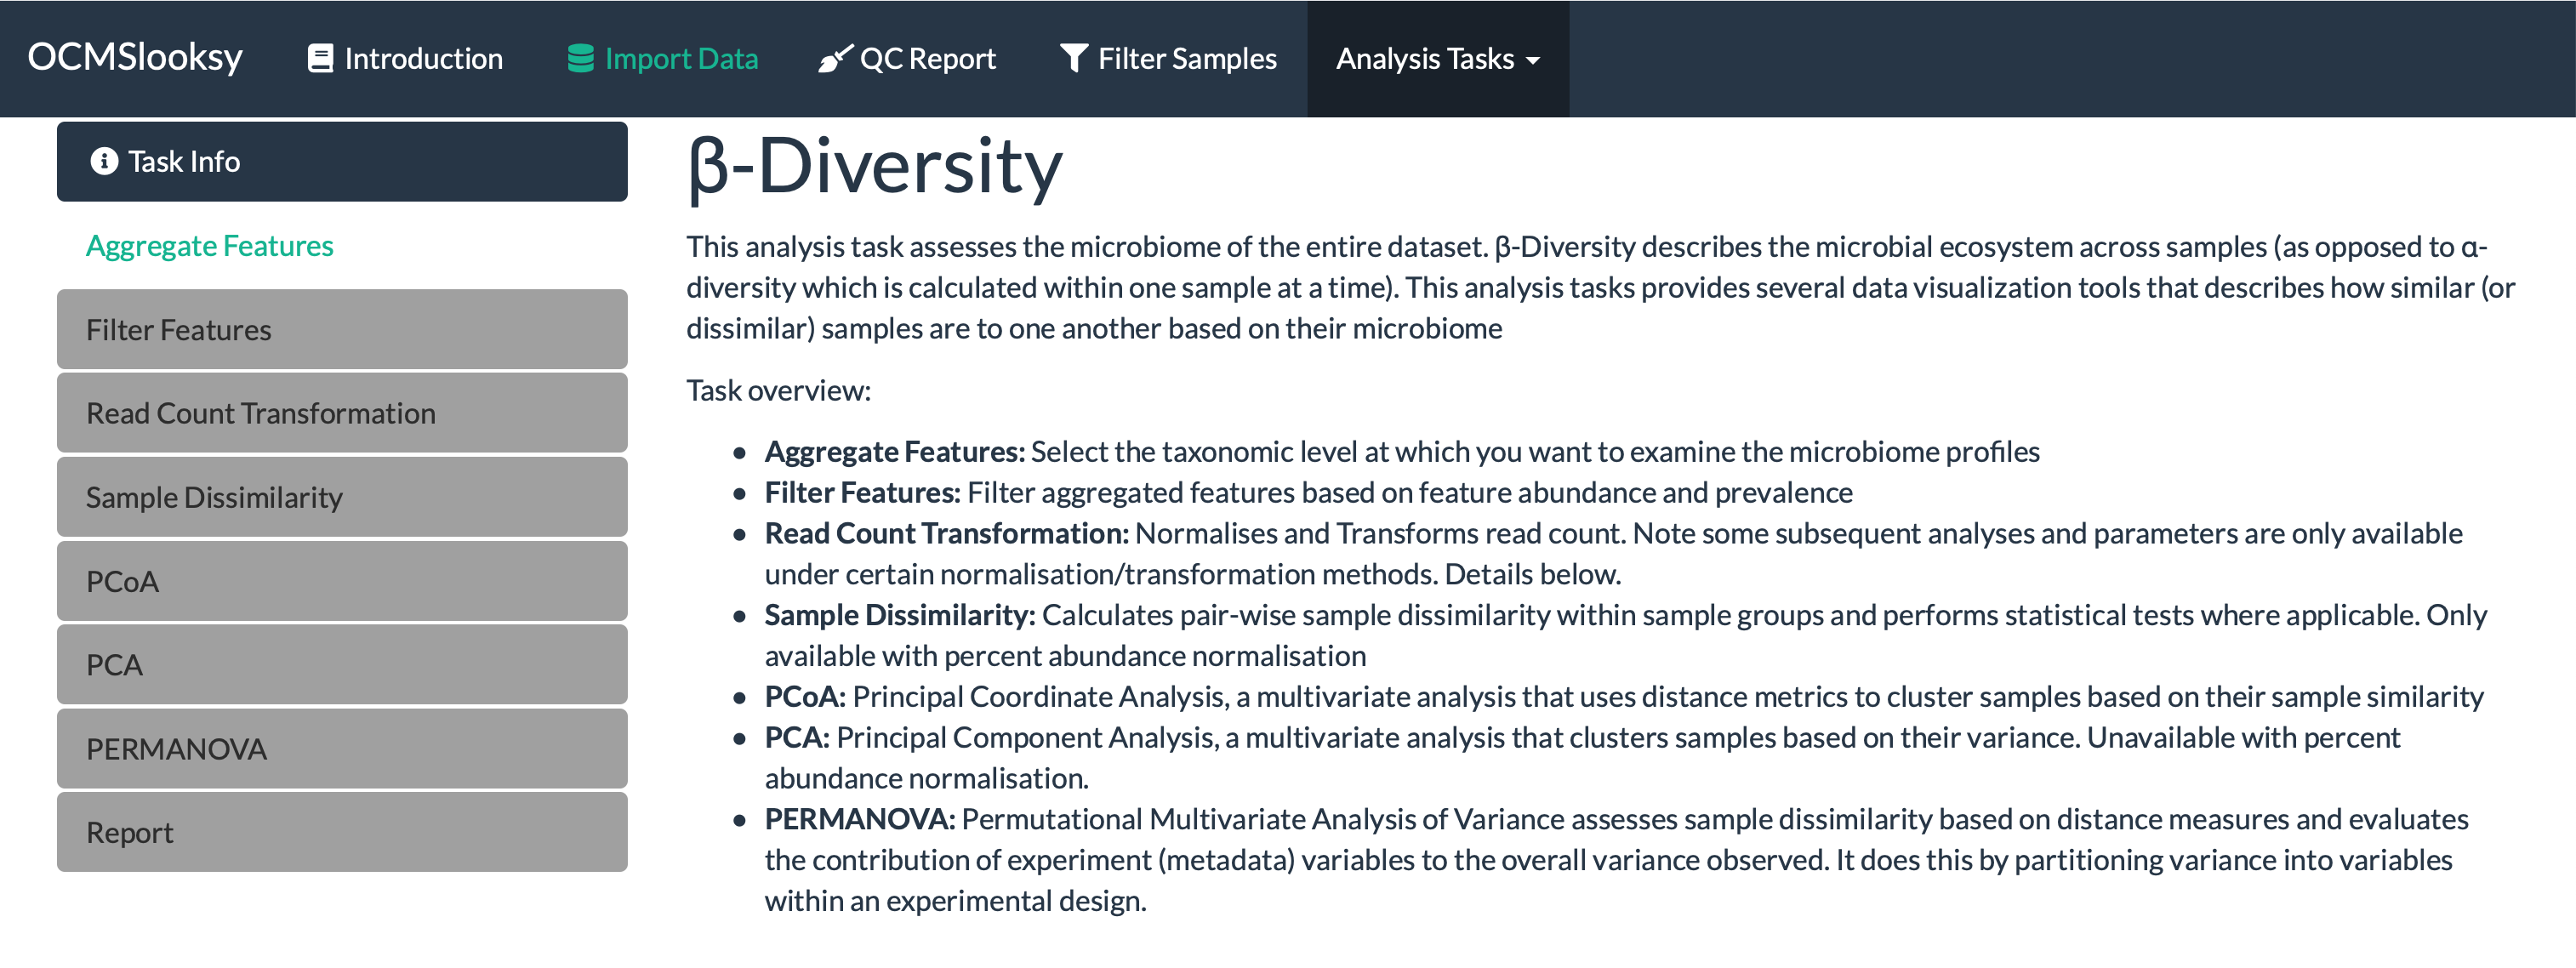 OCMSlooksy Introduction Import Data QC Report Filter Samples Analysis Tasks
Task Info
Aggregate Features
Filter Features
Read Count Transformation
Sample Dissimilarity
PCoA
PCA
PERMANOVA
Report
β-Diversity
This analysis task assesses the microbiome of the entire dataset. β-Diversity describes the microbial ecosystem across samples (as opposed to α-
diversity which is calculated within one sample at a time). This analysis tasks provides several data visualization tools that describes how similar (or
dissimilar) samples are to one another based on their microbiome
Task overview:
• Aggregate Features: Select the taxonomic level at which you want to examine the microbiome profiles
• Filter Features: Filter aggregated features based on feature abundance and prevalence
• Read Count Transformation: Normalises and Transforms read count. Note some subsequent analyses and parameters are only available
under certain normalisation/transformation methods. Details below.
• Sample Dissimilarity: Calculates pair-wise sample dissimilarity within sample groups and performs statistical tests where applicable. Only
available with percent abundance normalisation
• PCoA: Principal Coordinate Analysis, a multivariate analysis that uses distance metrics to cluster samples based on their sample similarity
• PCA: Principal Component Analysis, a multivariate analysis that clusters samples based on their variance. Unavailable with percent
abundance normalisation.
• PERMANOVA: Permutational Multivariate Analysis of Variance assesses sample dissimilarity based on distance measures and evaluates
the contribution of experiment (metadata) variables to the overall variance observed. It does this by partitioning variance into variables
within an experimental design.